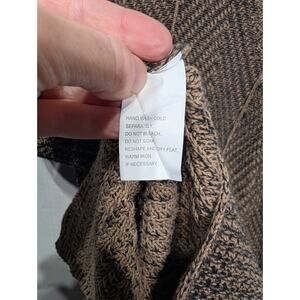 HAND WASH COLD
SEPARATELY.
DO NOT BLEACH.
DO NOT SOAK.
RESHAPE AND DRY FLAT.
WARM IRON.
IF NECESSARY